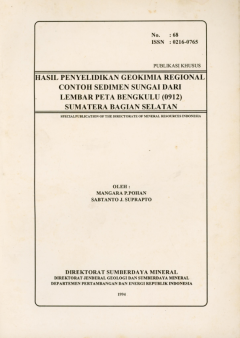 No. : 68
ISSN : 0216-0765
PUBLIKASI KHUSUS
HASIL PENYELIDIKAN GEOKIMIA REGIONAL
CONTOH SEDIMEN SUNGAI DARI
LEMBAR PETA BENGKULU (0912)
SUMATERA BAGIAN SELATAN
SPECIAL PUBLICATION OF THE DIRECTORATE OF MINERAL RESOURCES INDONESIA
OLEH :
MANGARA P.POHAN
SARTANTO J. SUPRAPTO
DIREKTORAT SUMBERDAYA MINERAL
DIREKTORAT JENDERAL GEOLOGI DAN SUMBERDAYA MINERAL
DEPARTEMEN PERTAMBANGAN DAN ENERGI REPUBLIK INDONESIA
1994